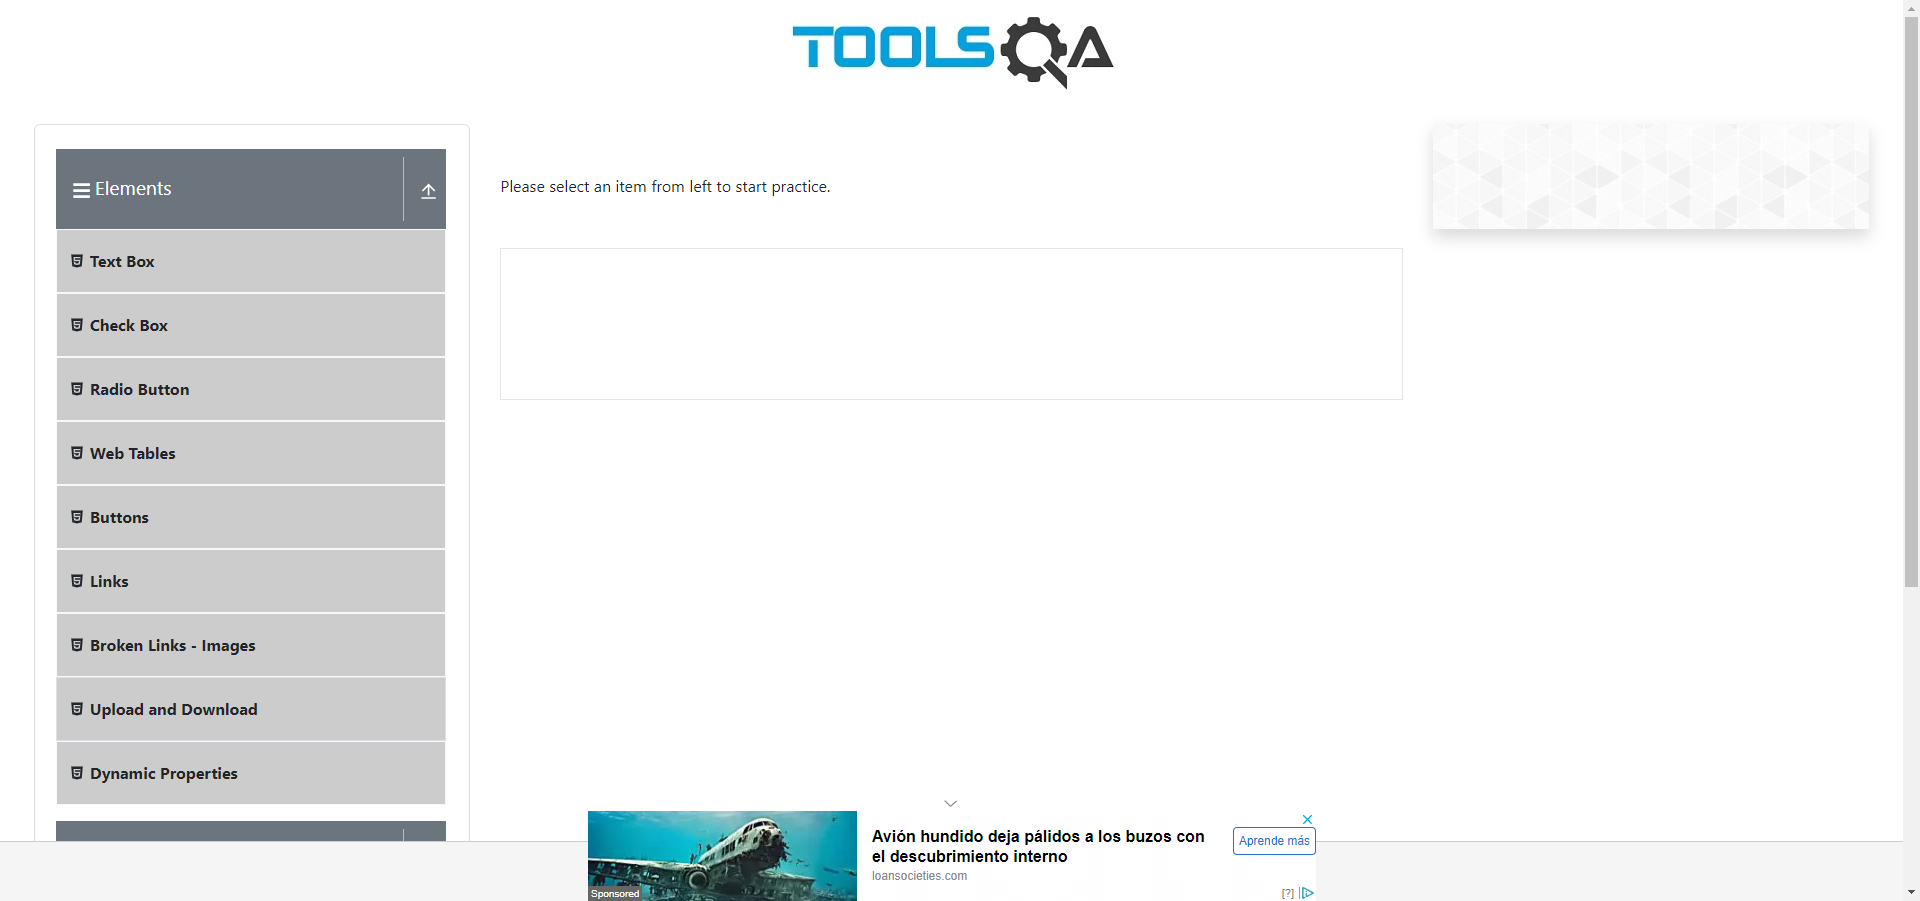 TOOLSQA
Elements
Please select an item from left to start practice.
Text Box
Check Box
Radio Button
Web Tables
Buttons
Links
Broken Links - Images
Upload and Download
Dynamic Properties
Avión hundido deja pálidos a los buzos con
el descubrimiento interno
loansocieties.com
Aprende más
Sponsored
[?]